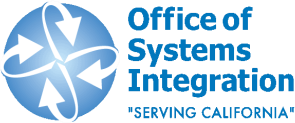 Office of
Systems
Integration
"SERVING CALIFORNIA"